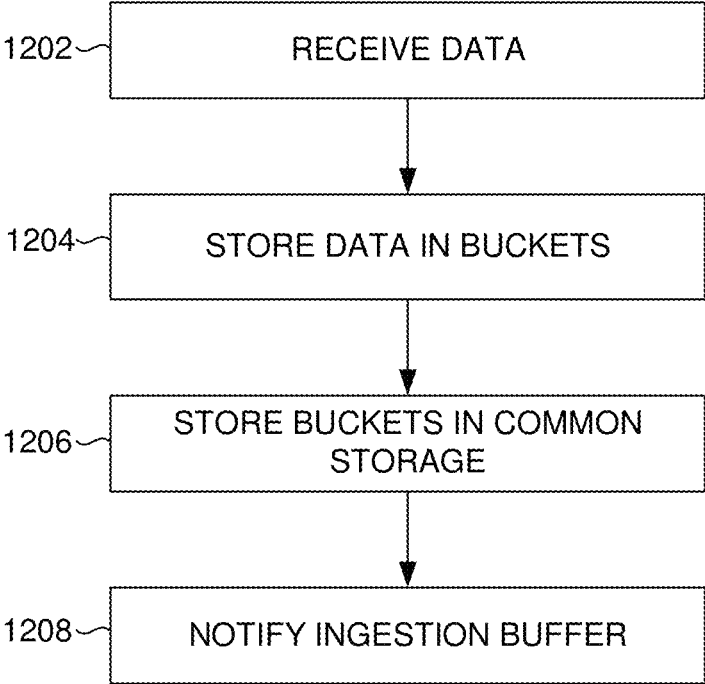 1202 RECEIVE DATA
1204 STORE DATA IN BUCKETS
1206 STORE BUCKETS IN COMMON
STORAGE
1208 NOTIFY INGESTION BUFFER